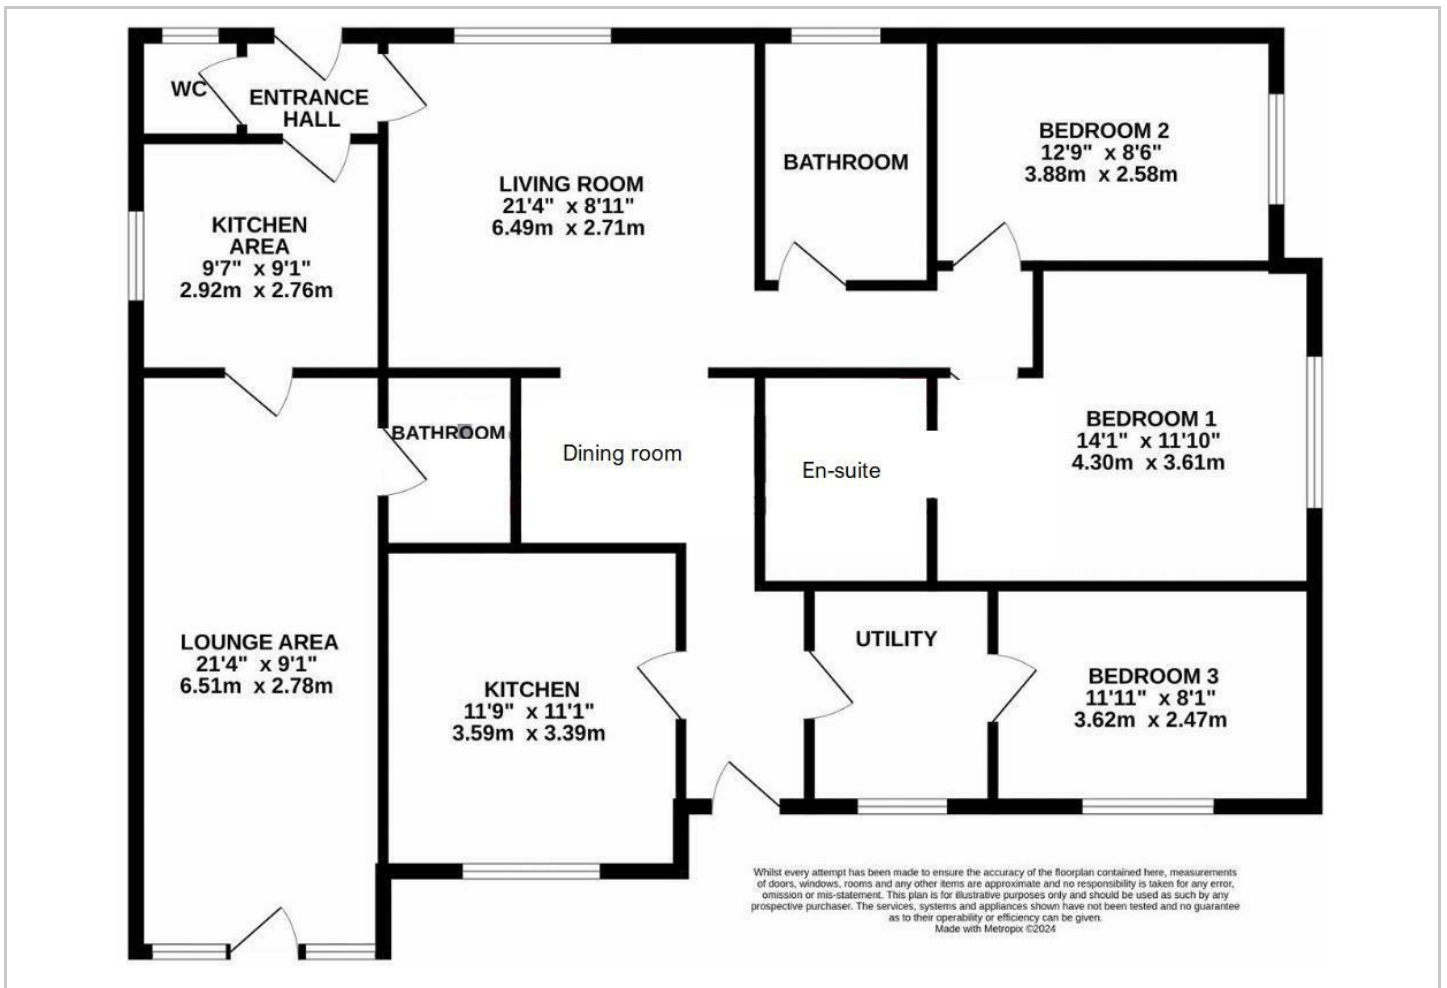 WC
ENTRANCE
HALL
LIVING ROOM
21'4" x 8'11"
6.49m x 2.71m
BATHROOM
BEDROOM 2
12'9" x 8'6"
3.88m x 2.58m
KITCHEN
AREA
9'7" x 9'1"
2.92m x 2.76m
BATHROOM
Dining room
En-suite
BEDROOM 1
14'1" x 11'10"
4.30m x 3.61m
LOUNGE AREA
21'4" x 9'1"
6.51m x 2.78m
KITCHEN
11'9" x 11'1"
3.59m x 3.39m
UTILITY
BEDROOM 3
11'11" x 8'1"
3.62m x 2.47m
Whilst every attempt has been made to ensure the accuracy of the floorplan contained here, measurements
of doors, windows, rooms and any other items are approximate and no responsibility is taken for any error,
omission or mis-statement. This plan is for illustrative purposes only and should be used as such by any
prospective purchaser. The services, systems and appliances shown have not been tested and no guarantee
as to their operability or efficiency can be given.
Made with Metropix ©2024